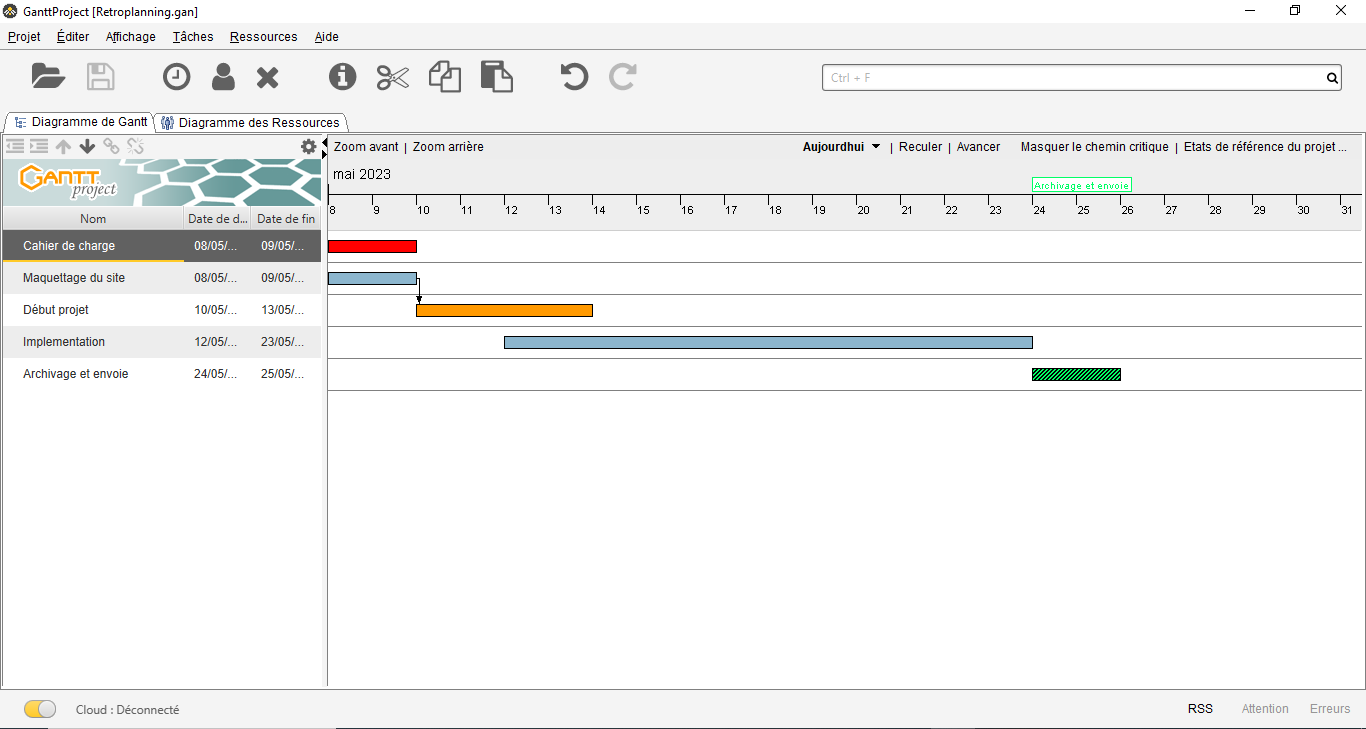 GanttProject [Retroplanning.gan]
Projet Éditer Affichage Tâches Ressources Aide
Ctrl + F
Diagramme de Gantt Diagramme des Ressources
Zoom avant | Zoom arrière Aujourdhui | Reculer | Avancer Masquer le chemin critique | Etats de référence du projet ...
GANTT
project
mai 2023
Archivage et envoie
8 9 10 11 12 13 14 15 16 17 18 19 20 21 22 23 24 25 26 27 28 29 30 31
Nom Date de d... Date de fin
Cahier de charge 08/05/... 09/05/...
Maquettage du site 08/05/... 09/05/...
Début projet 10/05/... 13/05/...
Implementation 12/05/... 23/05/...
Archivage et envoie 24/05/... 25/05/...
Cloud : Déconnecté RSS Attention Erreurs